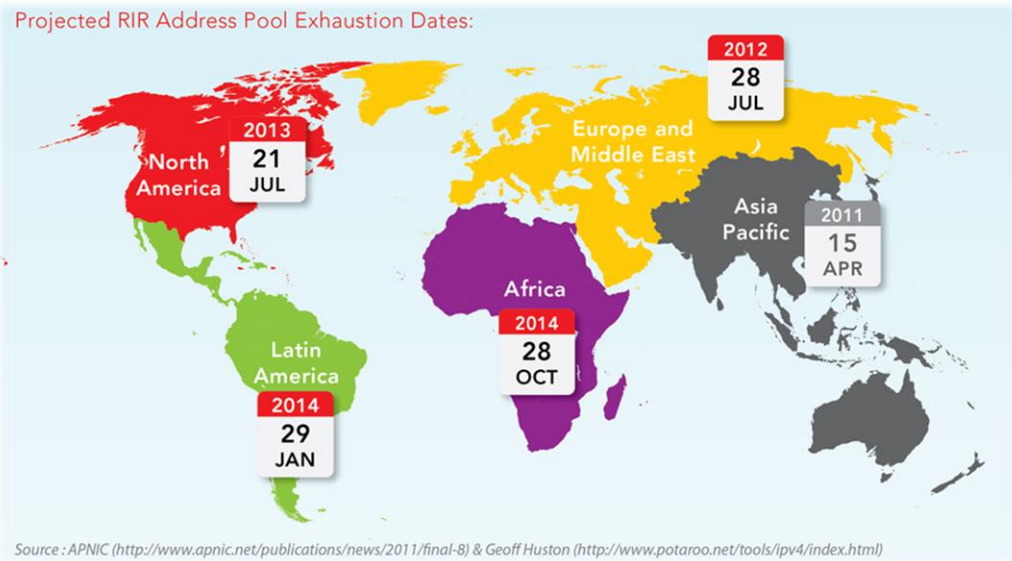 Projected RIR Address Pool Exhaustion Dates:
2012
28
JUL
Europe and
Middle East
2013
21
JUL
North
America
Asia
Pacific
2011
15
APR
Africa
2014
28
OCT
Latin
America
2014
29
JAN
Source : APNIC (http://www.apnic.net/publications/news/2011/final-8) & Geoff Huston (http://www.potaroo.net/tools/ipv4/index.html)